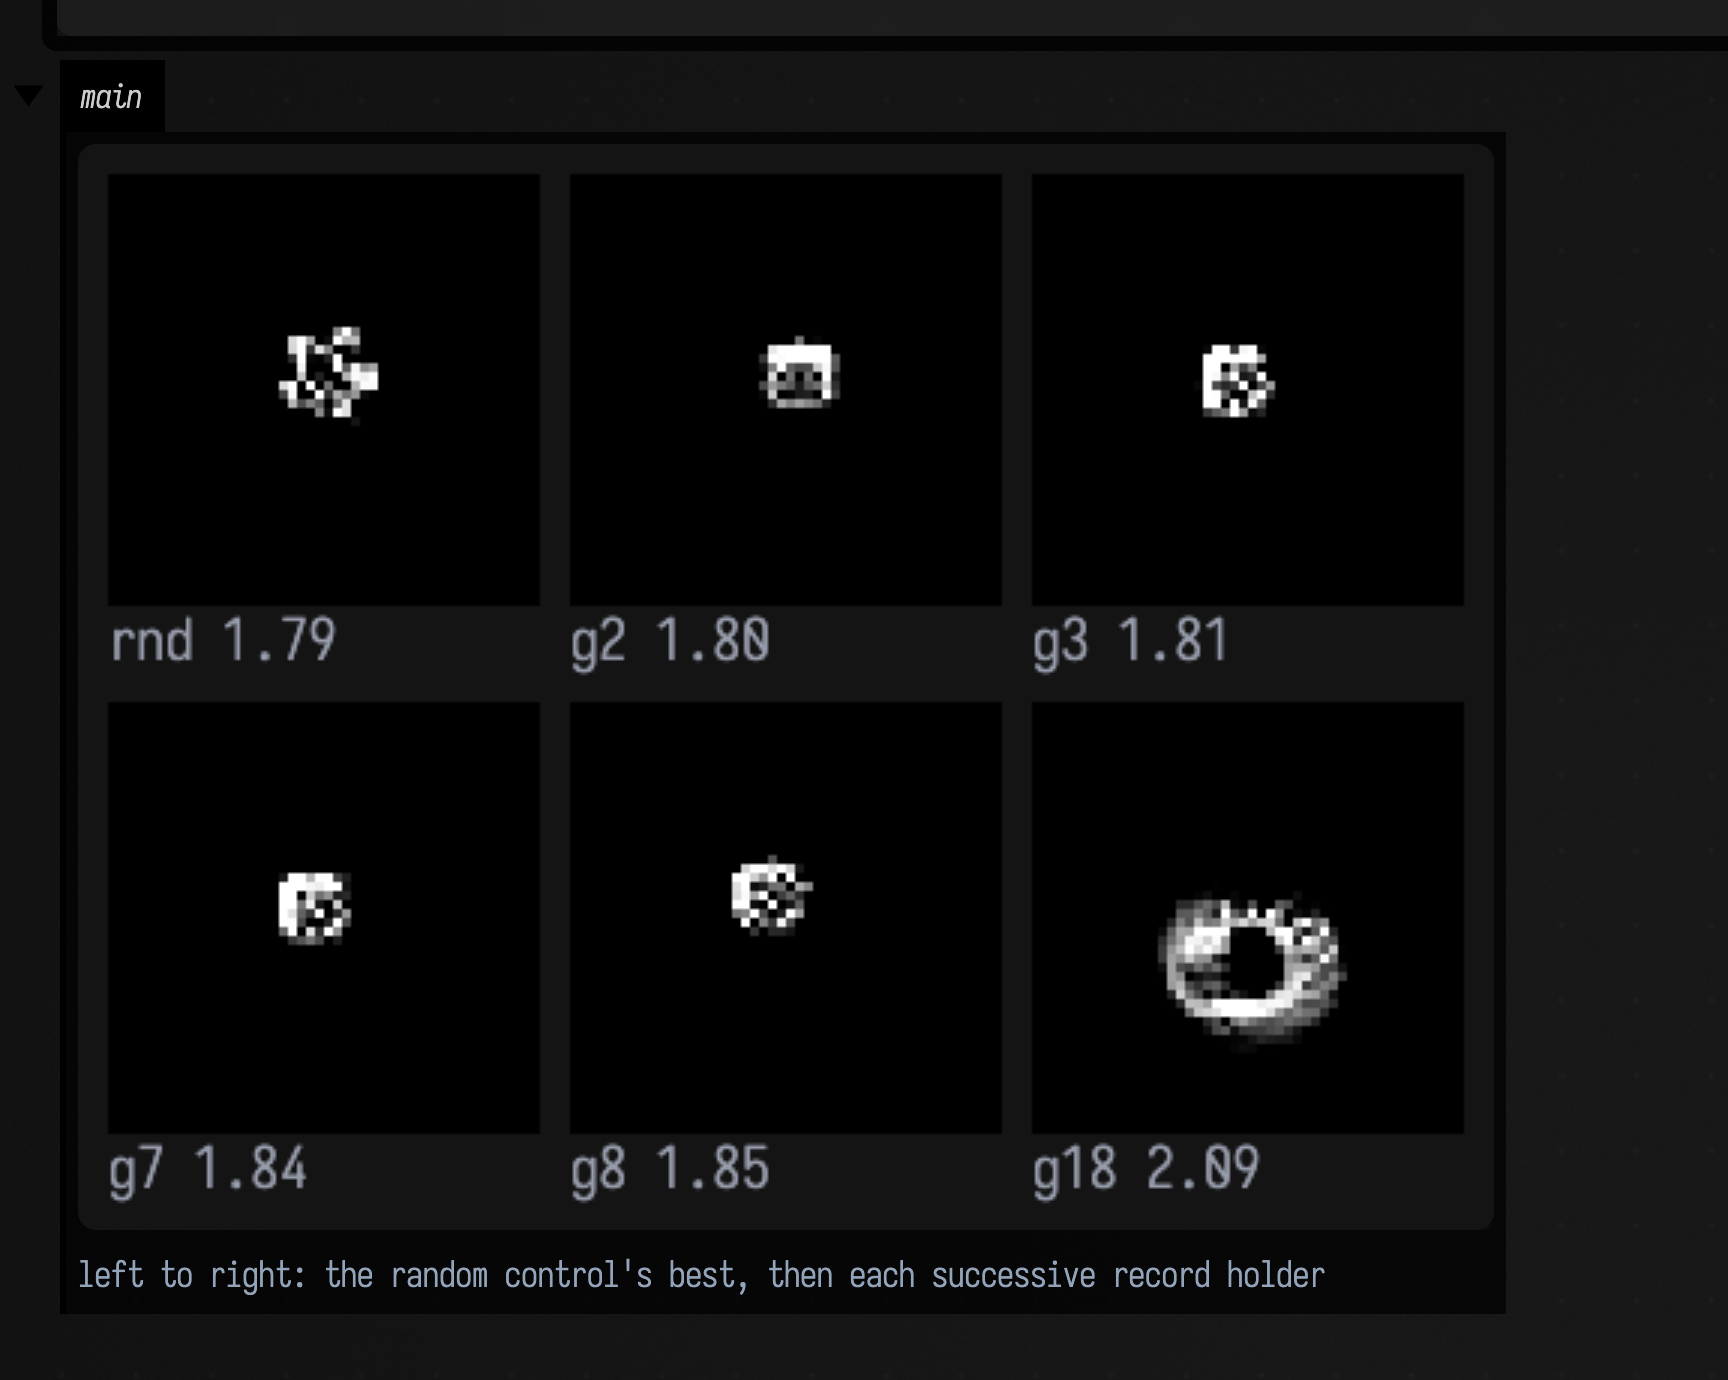 main
rnd 1.79
g2 1.80
g3 1.81
g7 1.84
g8 1.85
g18 2.09
left to right: the random control's best, then each successive record holder